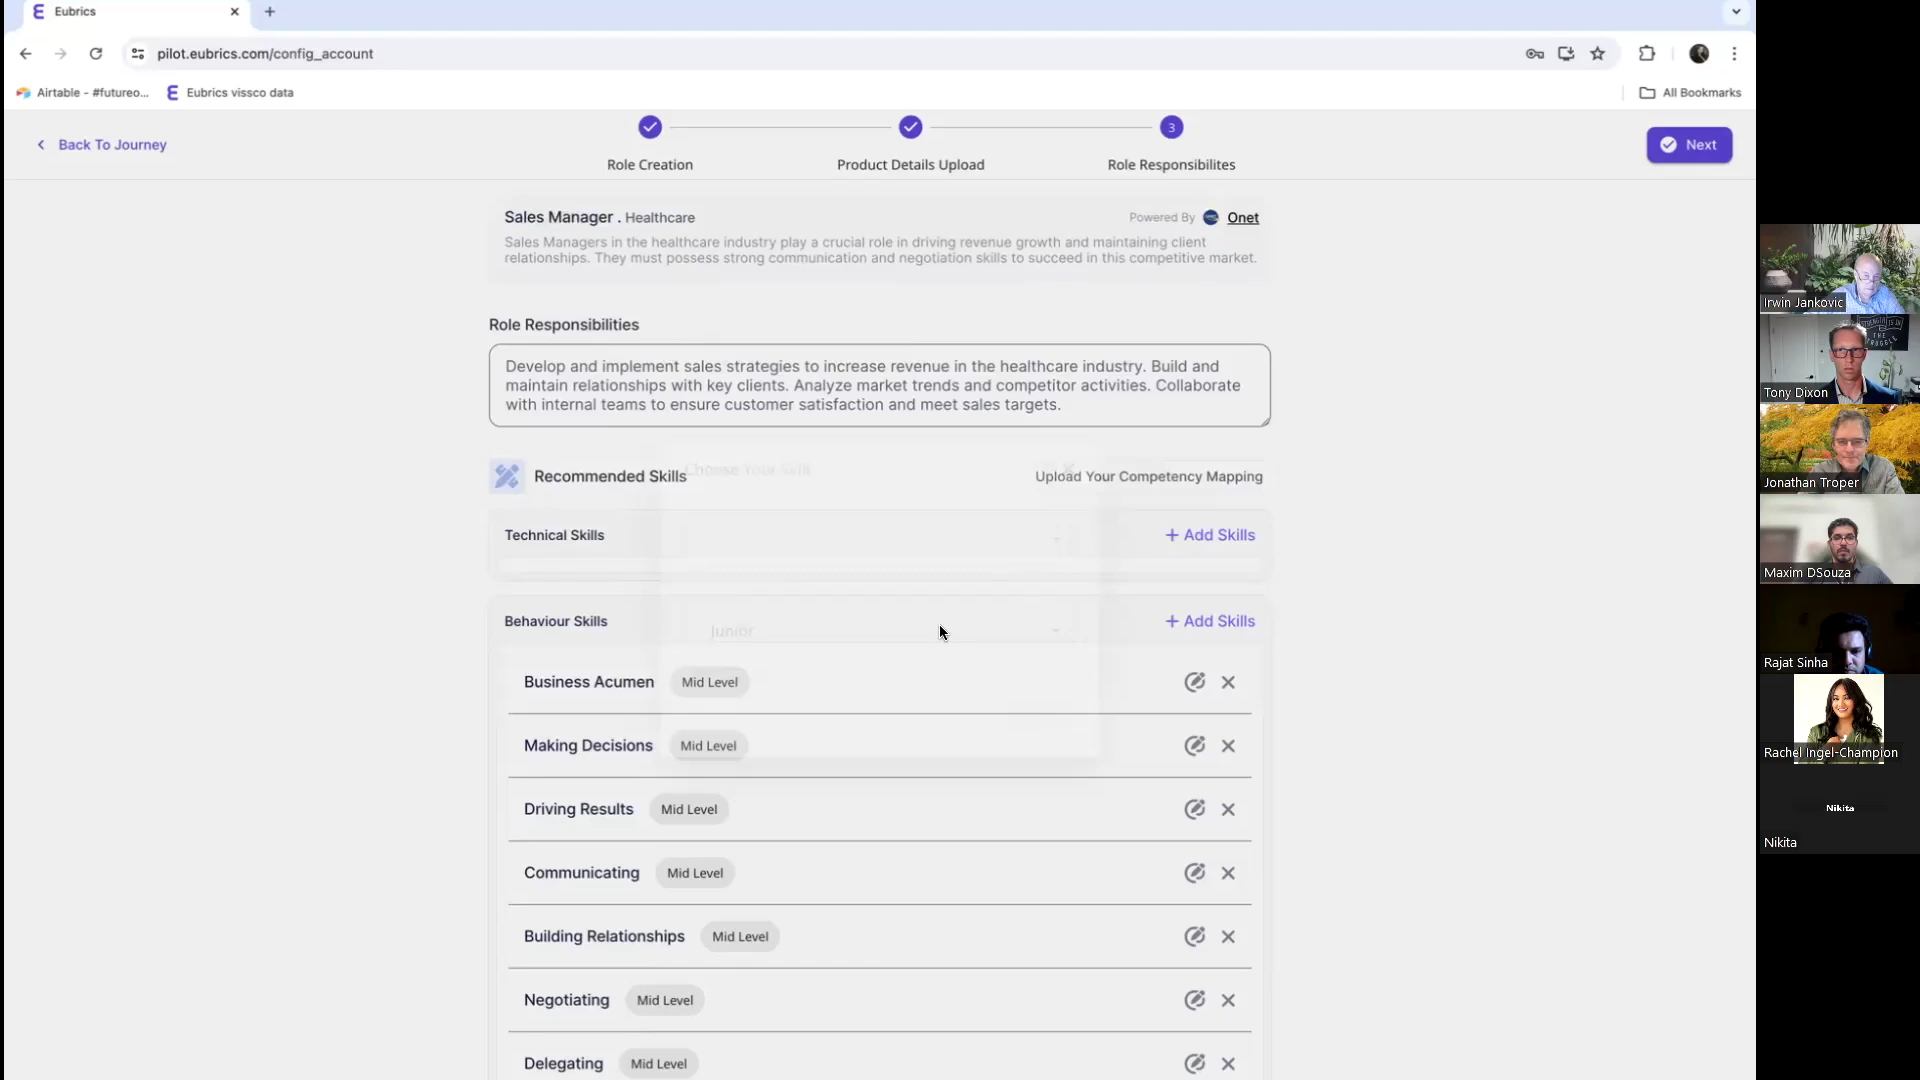 Eubrics
pilot.eubrics.com/config_account
Airtable - #futureo...
Eubrics vissco data
All Bookmarks
Back To Journey
3
Role Creation
Product Details Upload
Role Responsibilites
Next
Sales Manager . Healthcare
Powered By Onet
Sales Managers in the healthcare industry play a crucial role in driving revenue growth and maintaining client
relationships. They must possess strong communication and negotiation skills to succeed in this competitive market.
Role Responsibilities
Develop and implement sales strategies to increase revenue in the healthcare industry. Build and
maintain relationships with key clients. Analyze market trends and competitor activities. Collaborate
with internal teams to ensure customer satisfaction and meet sales targets.
Recommended Skills
Choose Your Skill
Upload Your Competency Mapping
Technical Skills
+ Add Skills
Behaviour Skills
+ Add Skills
Junior
Business Acumen Mid Level
Making Decisions Mid Level
Driving Results Mid Level
Communicating Mid Level
Building Relationships Mid Level
Negotiating Mid Level
Delegating Mid Level
Irwin Jankovic
STRENGTH IS IN
THE
STRUGGLE
Tony Dixon
Jonathan Troper
Maxim DSouza
Rajat Sinha
Rachel Ingel-Champion
Nikita
Nikita